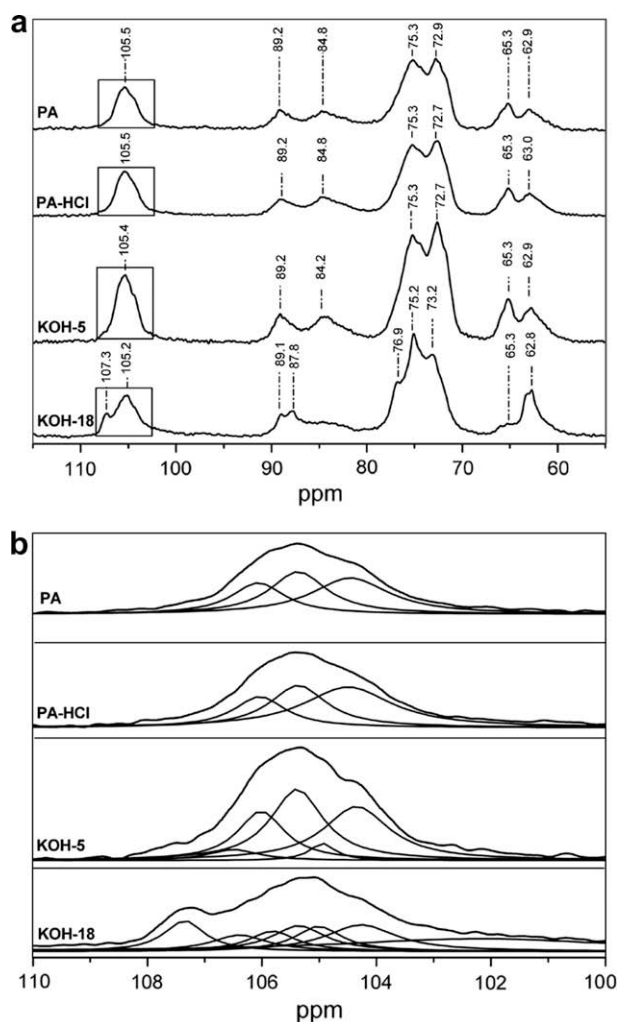 a
105.5 89.2 84.8 75.3 72.9 65.3 62.9
PA
105.5 89.2 84.8 75.3 72.7 65.3 63.0
PA-HCl
105.4 89.2 84.2 75.3 72.7 65.3 62.9
KOH-5
107.3 105.2 89.1 87.8 76.9 75.2 73.2 65.3 62.8
KOH-18
110 100 90 80 70 60
ppm
b
PA
PA-HCl
KOH-5
KOH-18
110 108 106 104 102 100
ppm